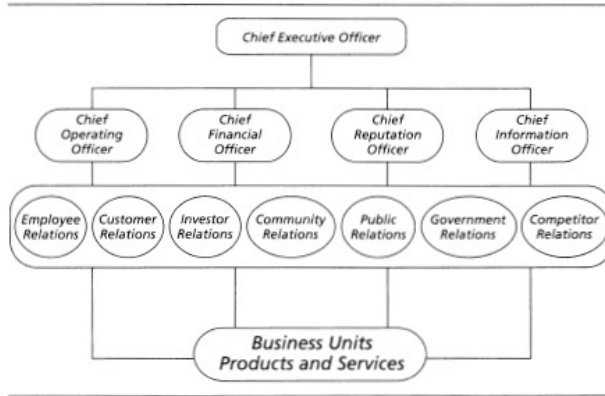 Chief Executive Officer
Chief
Operating
Officer
Chief
Financial
Officer
Chief
Reputation
Officer
Chief
Information
Officer
Employee
Relations
Customer
Relations
Investor
Relations
Community
Relations
Public
Relations
Government
Relations
Competitor
Relations
Business Units
Products and Services